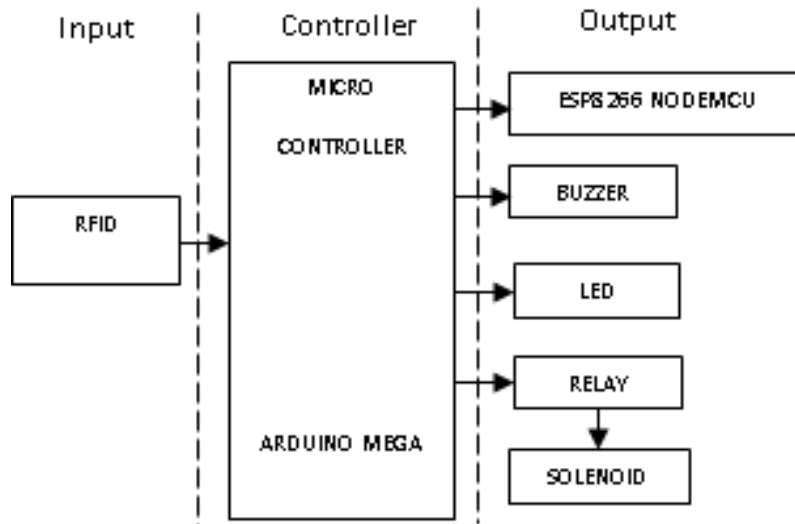 Input
Controller
Output
RFID
MICRO
CONTROLLER
ARDUINO MEGA
ESP8266 NODEMCU
BUZZER
LED
RELAY
SOLENOID